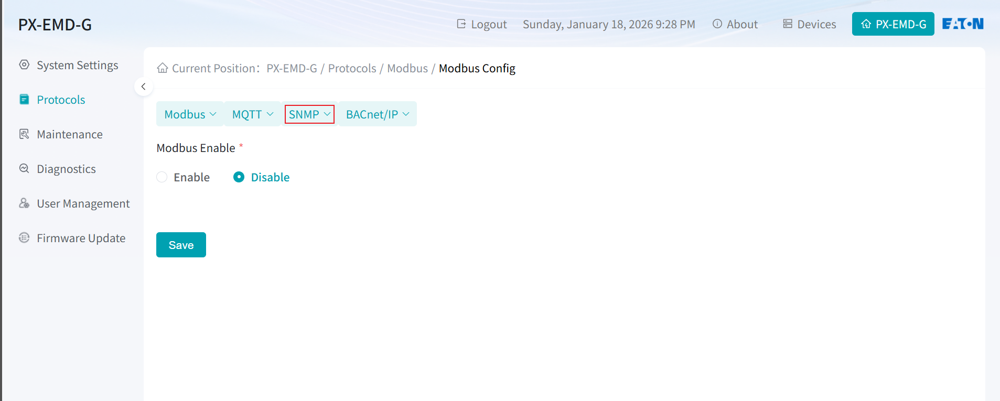 PX-EMD-G
Logout Sunday, January 18, 2026 9:28 PM About Devices PX-EMD-G EATON
System Settings
Protocols
Maintenance
Diagnostics
User Management
Firmware Update
Current Position: PX-EMD-G / Protocols / Modbus / Modbus Config
Modbus MQTT SNMP BACnet/IP
Modbus Enable *
Enable Disable
Save